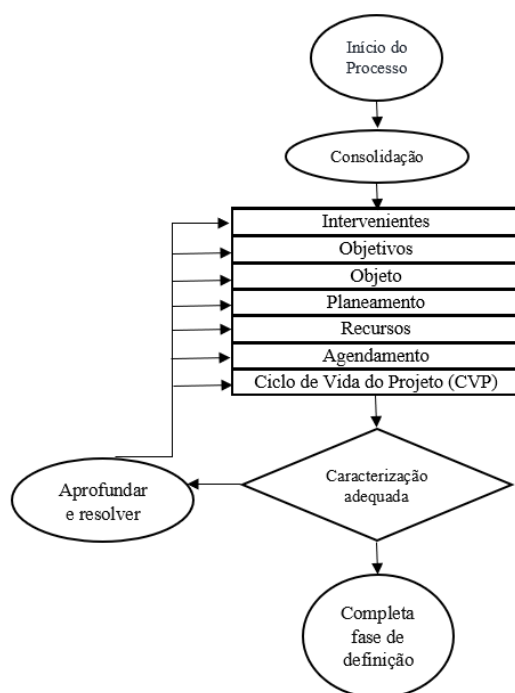 Início do
Processo
Consolidação
Intervenientes
Objetivos
Objeto
Planeamento
Recursos
Agendamento
Ciclo de Vida do Projeto (CVP)
Caracterização
adequada
Aprofundar
e resolver
Completa
fase de
definição